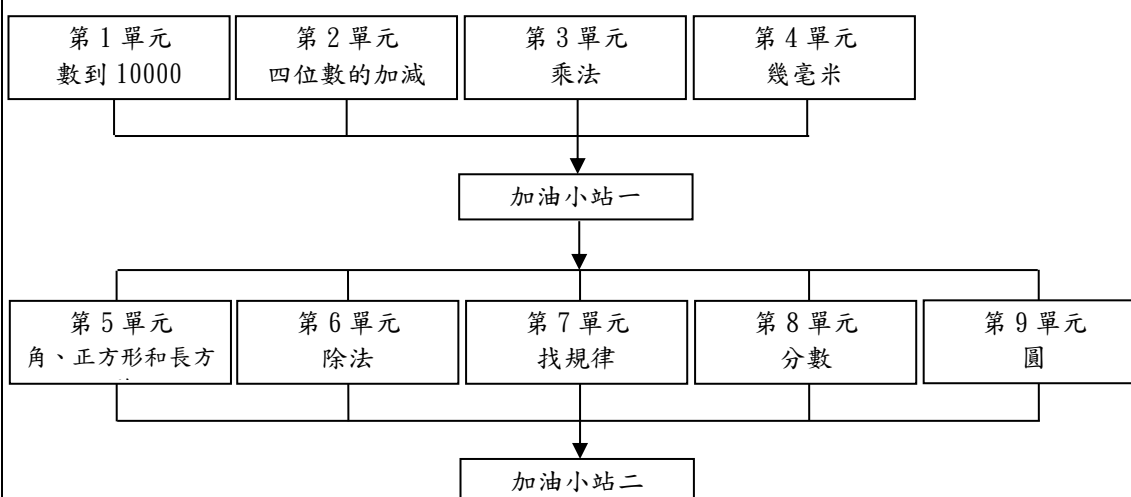 第 1 單元
數到 10000
第 2 單元
四位數的加減
第 3 單元
乘法
第 4 單元
幾毫米
加油小站一
第 5 單元
角、正方形和長方
第 6 單元
除法
第 7 單元
找規律
第 8 單元
分數
第 9 單元
圓
加油小站二